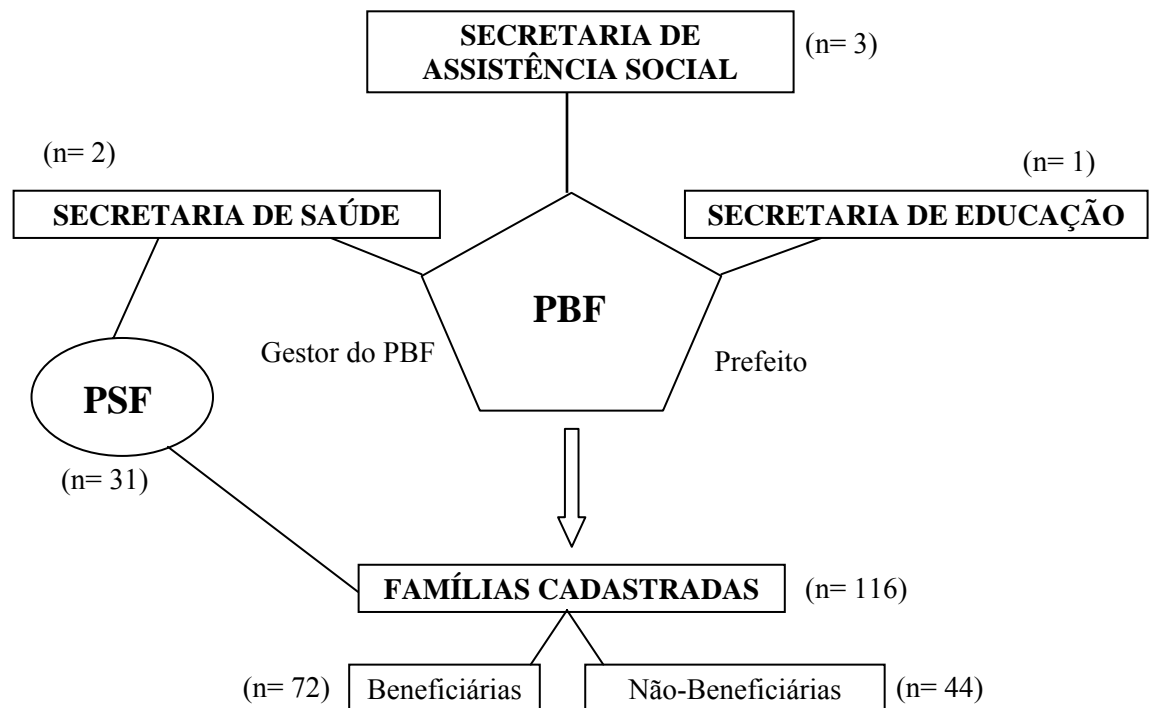 SECRETARIA DE
ASSISTÊNCIA SOCIAL
(n= 3)
(n= 2)
SECRETARIA DE SAÚDE
(n= 1)
SECRETARIA DE EDUCAÇÃO
PBF
Gestor do PBF
Prefeito
PSF
(n= 31)
FAMÍLIAS CADASTRADAS
(n= 116)
(n= 72)
Beneficiárias
Não-Beneficiárias
(n= 44)